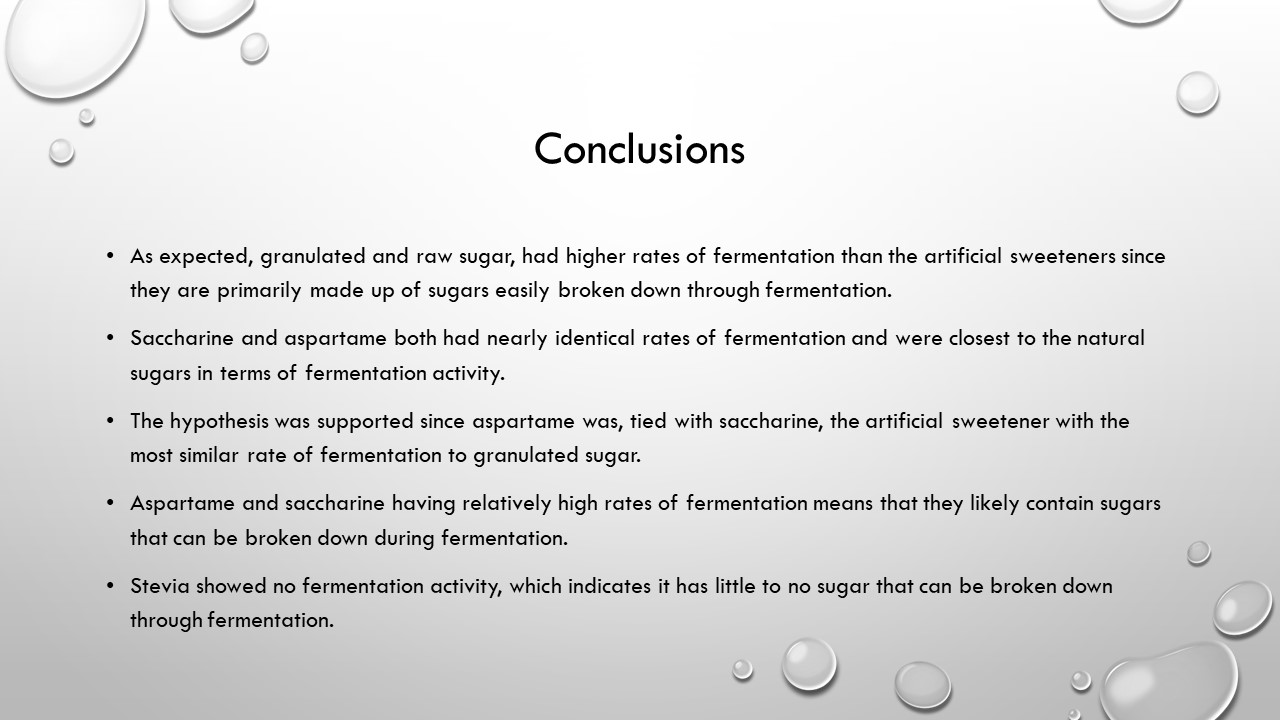 Conclusions
• As expected, granulated and raw sugar, had higher rates of fermentation than the artificial sweeteners since
they are primarily made up of sugars easily broken down through fermentation.
• Saccharine and aspartame both had nearly identical rates of fermentation and were closest to the natural
sugars in terms of fermentation activity.
• The hypothesis was supported since aspartame was, tied with saccharine, the artificial sweetener with the
most similar rate of fermentation to granulated sugar.
• Aspartame and saccharine having relatively high rates of fermentation means that they likely contain sugars
that can be broken down during fermentation.
• Stevia showed no fermentation activity, which indicates it has little to no sugar that can be broken down
through fermentation.